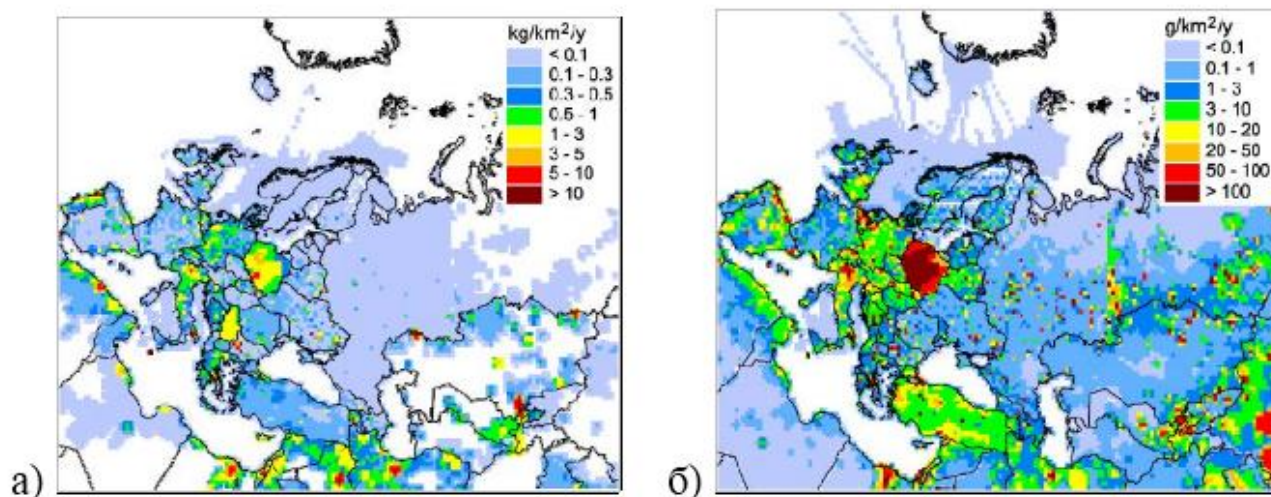 kg/km²/y
< 0.1
0.1 - 0.3
0.3 - 0.5
0.5 - 1
1 - 3
3 - 5
5 - 10
> 10
а)
g/km²/y
< 0.1
0.1 - 1
1 - 3
3 - 10
10 - 20
20 - 50
50 - 100
> 100
б)